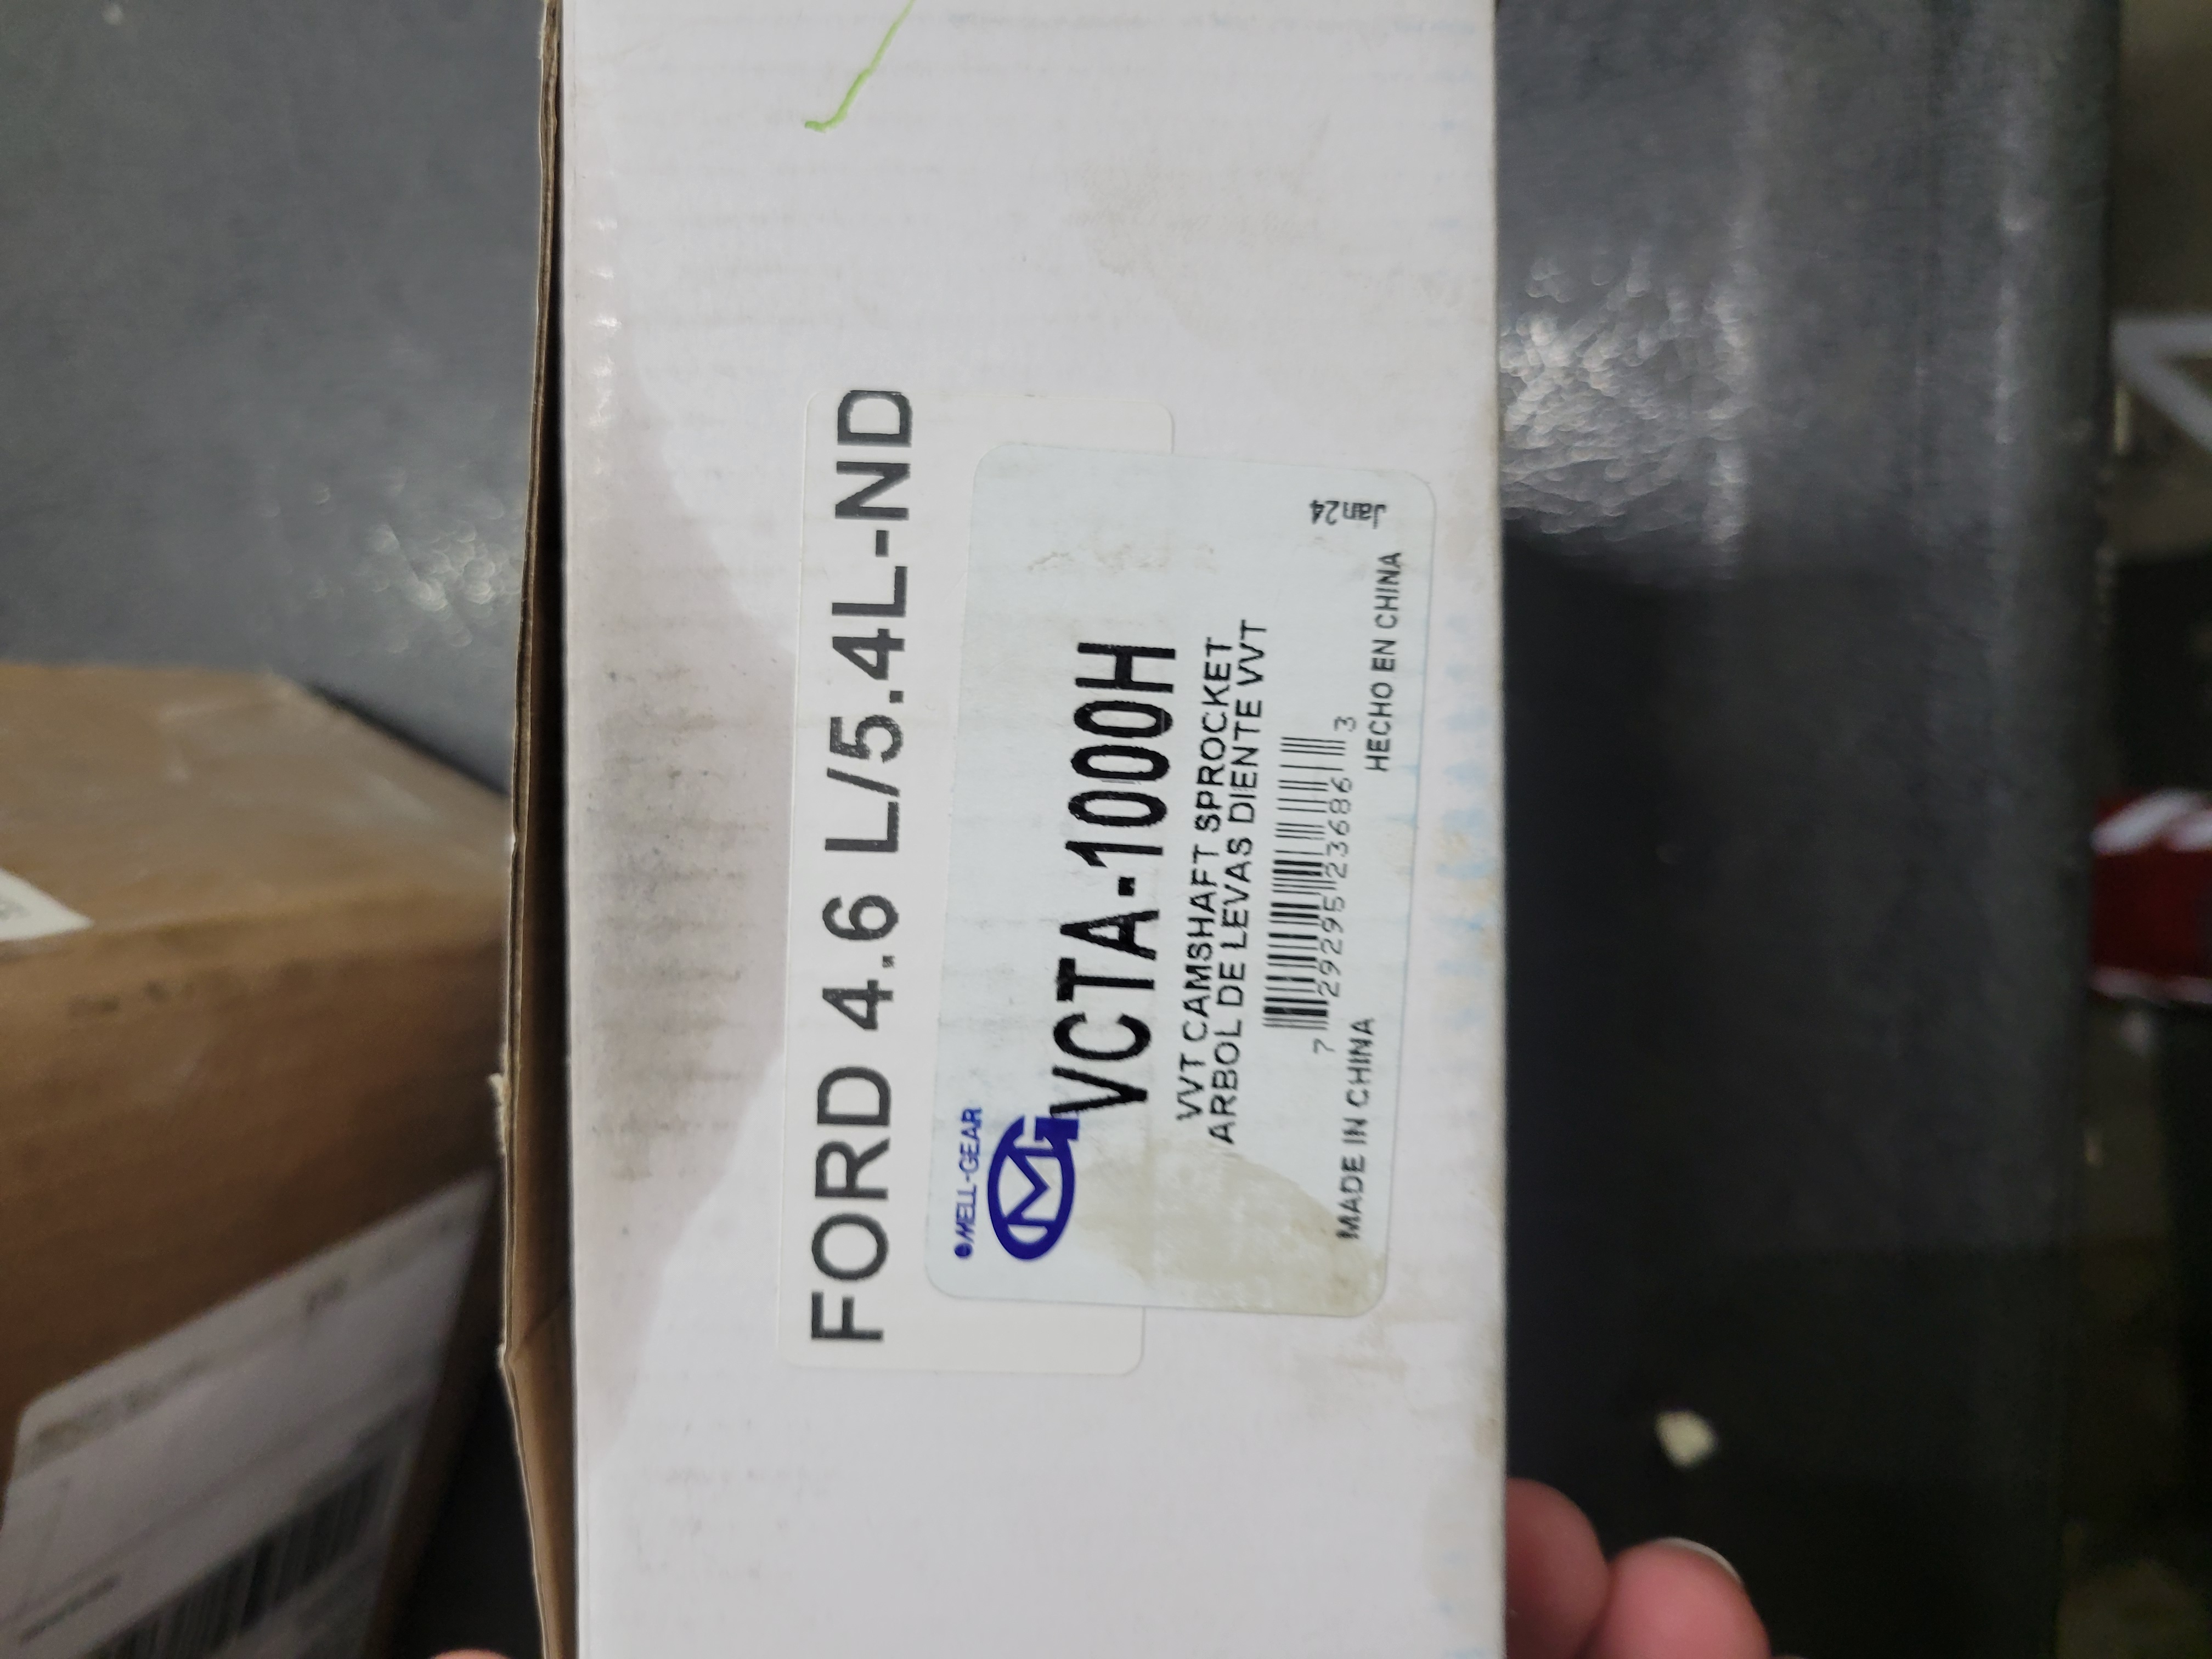 FORD 4.6 L/5.4L-ND
MELL-GEAR
MG
VCTA-1000H
VVT CAMSHAFT SPROCKET
ARBOL DE LEVAS DIENTE VVT
7 29295 23686 3
MADE IN CHINA
HECHO EN CHINA
Jan24